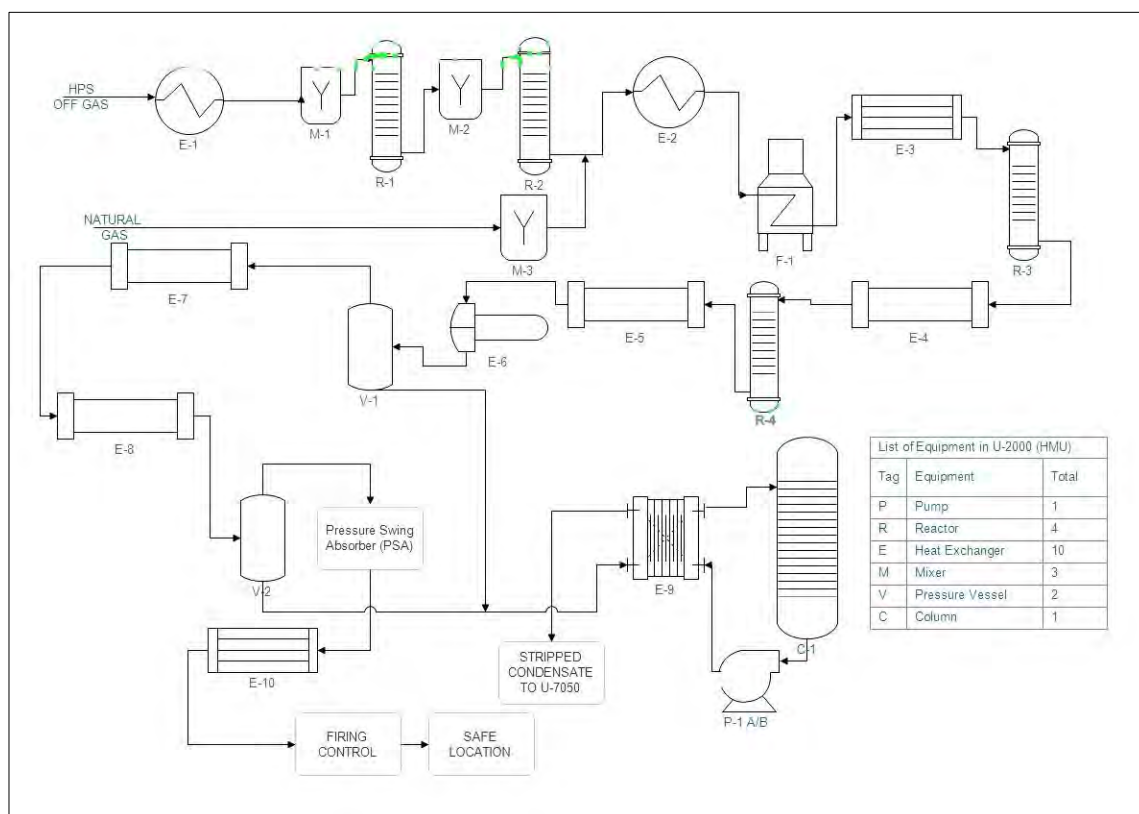 HPS
OFF GAS
E-1
M-1
R-1
M-2
R-2
E-2
F-1
E-3
R-3
NATURAL
GAS
M-3
E-7
V-1
E-6
E-5
R-4
E-4
E-8
V-2
Pressure Swing
Absorber (PSA)
E-9
C-1
P-1 A/B
STRIPPED
CONDENSATE
TO U-7050
E-10
FIRING
CONTROL
SAFE
LOCATION
List of Equipment in U-2000 (HMU)
Tag Equipment Total
P Pump 1
R Reactor 4
E Heat Exchanger 10
M Mixer 3
V Pressure Vessel 2
C Column 1